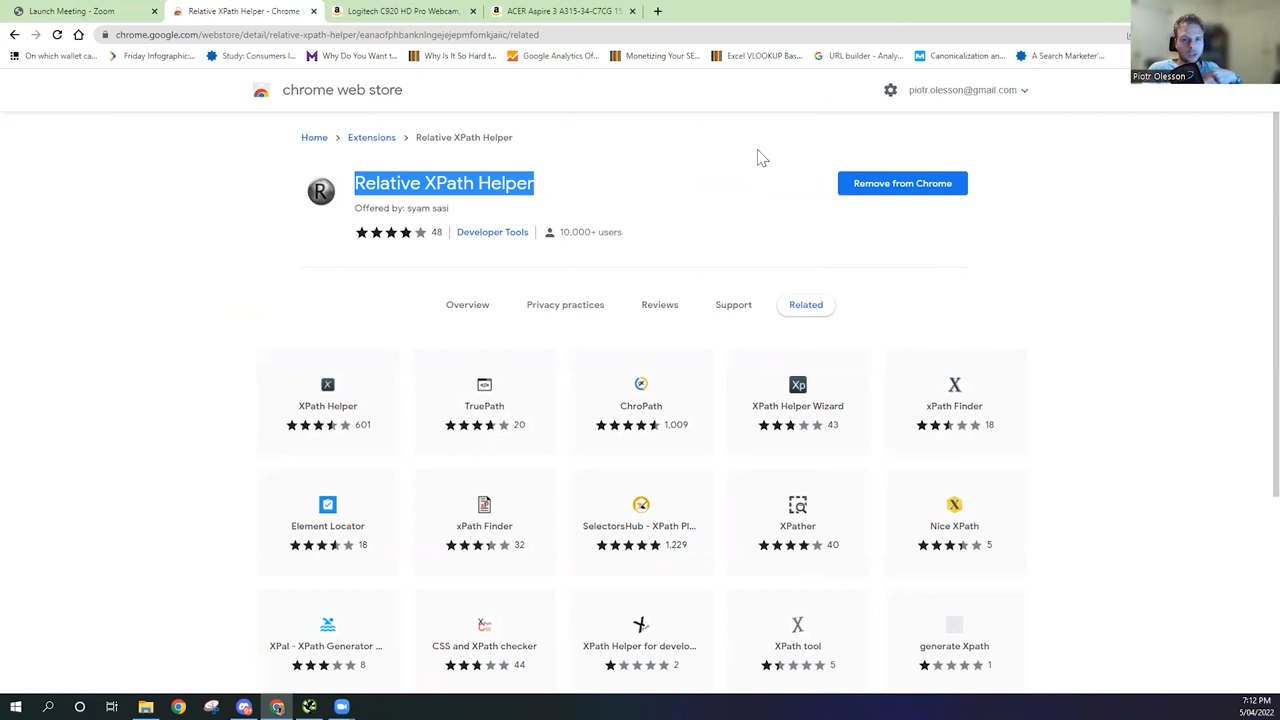 Launch Meeting - Zoom
Relative XPath Helper - Chrome
Logitech C920 HD Pro Webcam,
ACER Aspire 3 A315-34-C7CG 15
chrome.google.com/webstore/detail/relative-xpath-helper/eanaofphbanknlngejejepmfomkjaiic/related
On which wallet ca...
Friday Infographic:...
Study: Consumers l...
Why Do You Want t...
Why Is It So Hard t...
Google Analytics Of...
Monetizing Your SE...
Excel VLOOKUP Bas...
URL builder - Analy...
Canonicalization an...
A Search Marketer'...
Piotr Olesson
chrome web store
piotr.olesson@gmail.com
Home
Extensions
Relative XPath Helper
R
Relative XPath Helper
Remove from Chrome
Offered by: syam sasi
48
Developer Tools
10,000+ users
Overview
Privacy practices
Reviews
Support
Related
XPath Helper
TruePath
ChroPath
XPath Helper Wizard
xPath Finder
601
20
1,009
43
18
Element Locator
xPath Finder
SelectorsHub - XPath Pl...
XPather
Nice XPath
18
32
1,229
40
5
XPal - XPath Generator ...
CSS and XPath checker
XPath Helper for develo...
XPath tool
generate Xpath
8
44
2
5
1
7:12 PM
5/04/2022